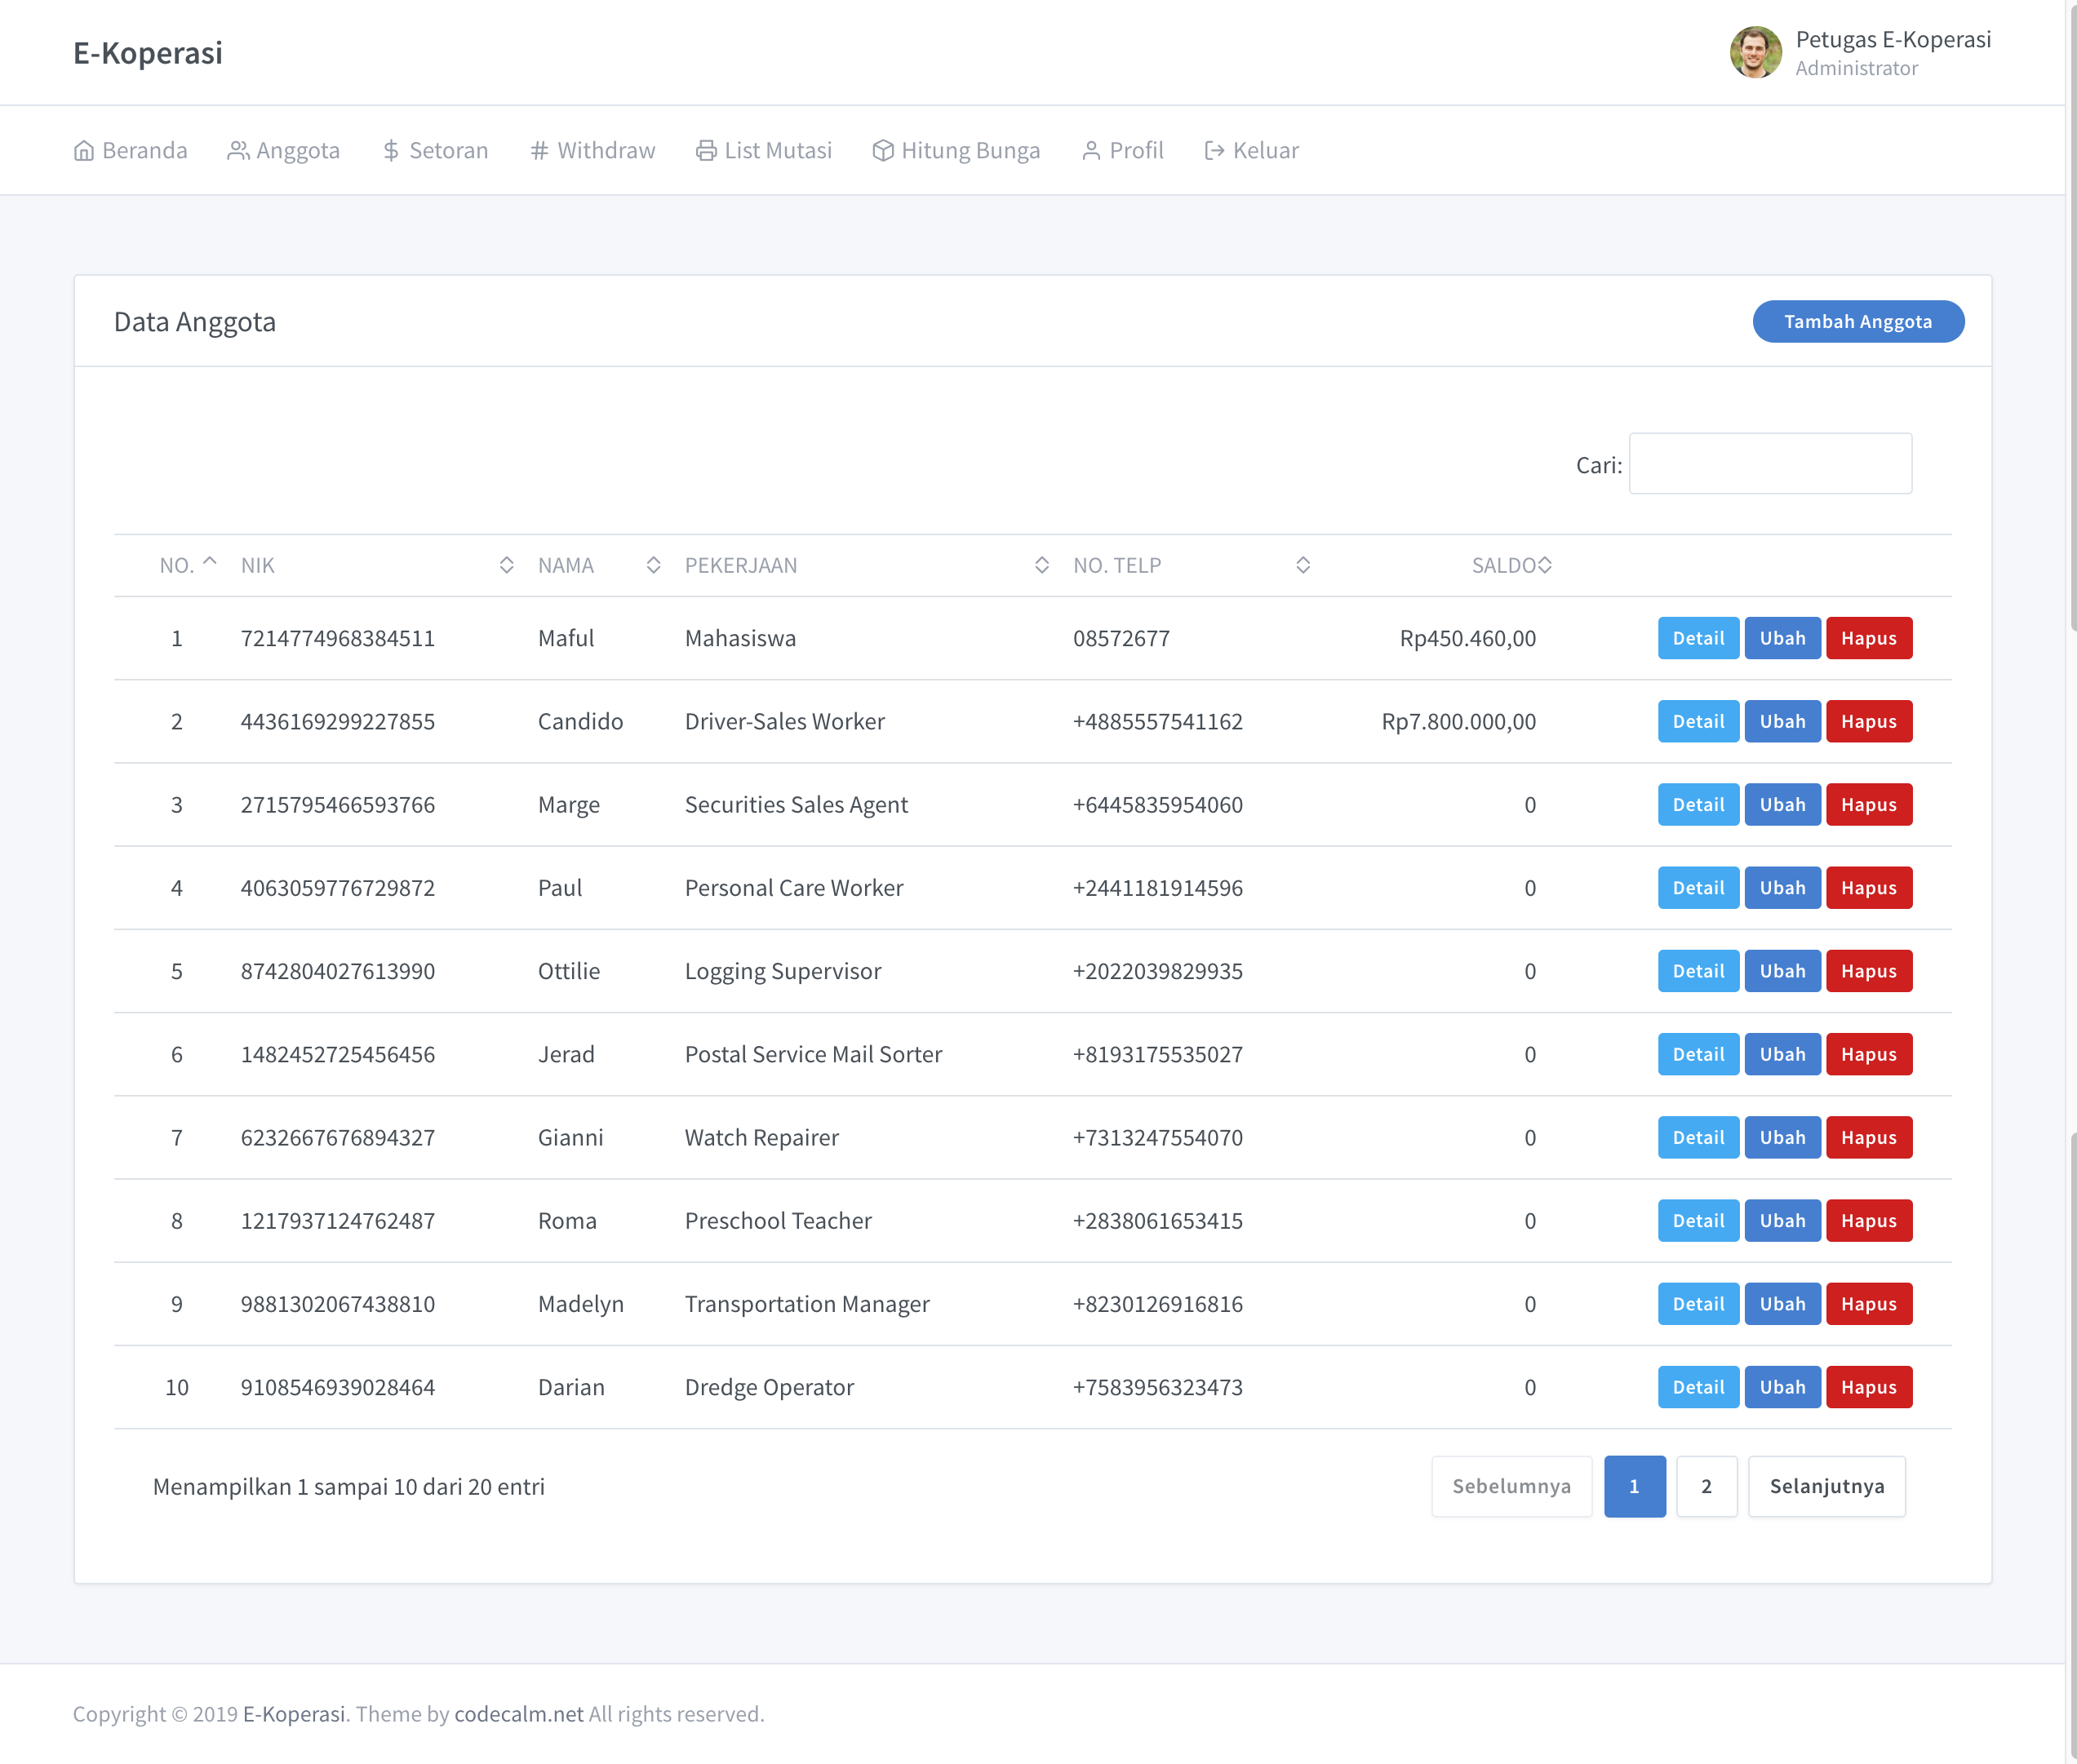 E-Koperasi
Petugas E-Koperasi
Administrator
Beranda Anggota Setoran Withdraw List Mutasi Hitung Bunga Profil Keluar
Data Anggota Tambah Anggota
Cari:
NO. NIK NAMA PEKERJAAN NO. TELP SALDO
1 7214774968384511 Maful Mahasiswa 08572677 Rp450.460,00 Detail Ubah Hapus
2 4436169299227855 Candido Driver-Sales Worker +4885557541162 Rp7.800.000,00 Detail Ubah Hapus
3 2715795466593766 Marge Securities Sales Agent +6445835954060 0 Detail Ubah Hapus
4 4063059776729872 Paul Personal Care Worker +2441181914596 0 Detail Ubah Hapus
5 8742804027613990 Ottilie Logging Supervisor +2022039829935 0 Detail Ubah Hapus
6 1482452725456456 Jerad Postal Service Mail Sorter +8193175535027 0 Detail Ubah Hapus
7 6232667676894327 Gianni Watch Repairer +7313247554070 0 Detail Ubah Hapus
8 1217937124762487 Roma Preschool Teacher +2838061653415 0 Detail Ubah Hapus
9 9881302067438810 Madelyn Transportation Manager +8230126916816 0 Detail Ubah Hapus
10 9108546939028464 Darian Dredge Operator +7583956323473 0 Detail Ubah Hapus
Menampilkan 1 sampai 10 dari 20 entri Sebelumnya 1 2 Selanjutnya
Copyright © 2019 E-Koperasi. Theme by codecalm.net All rights reserved.